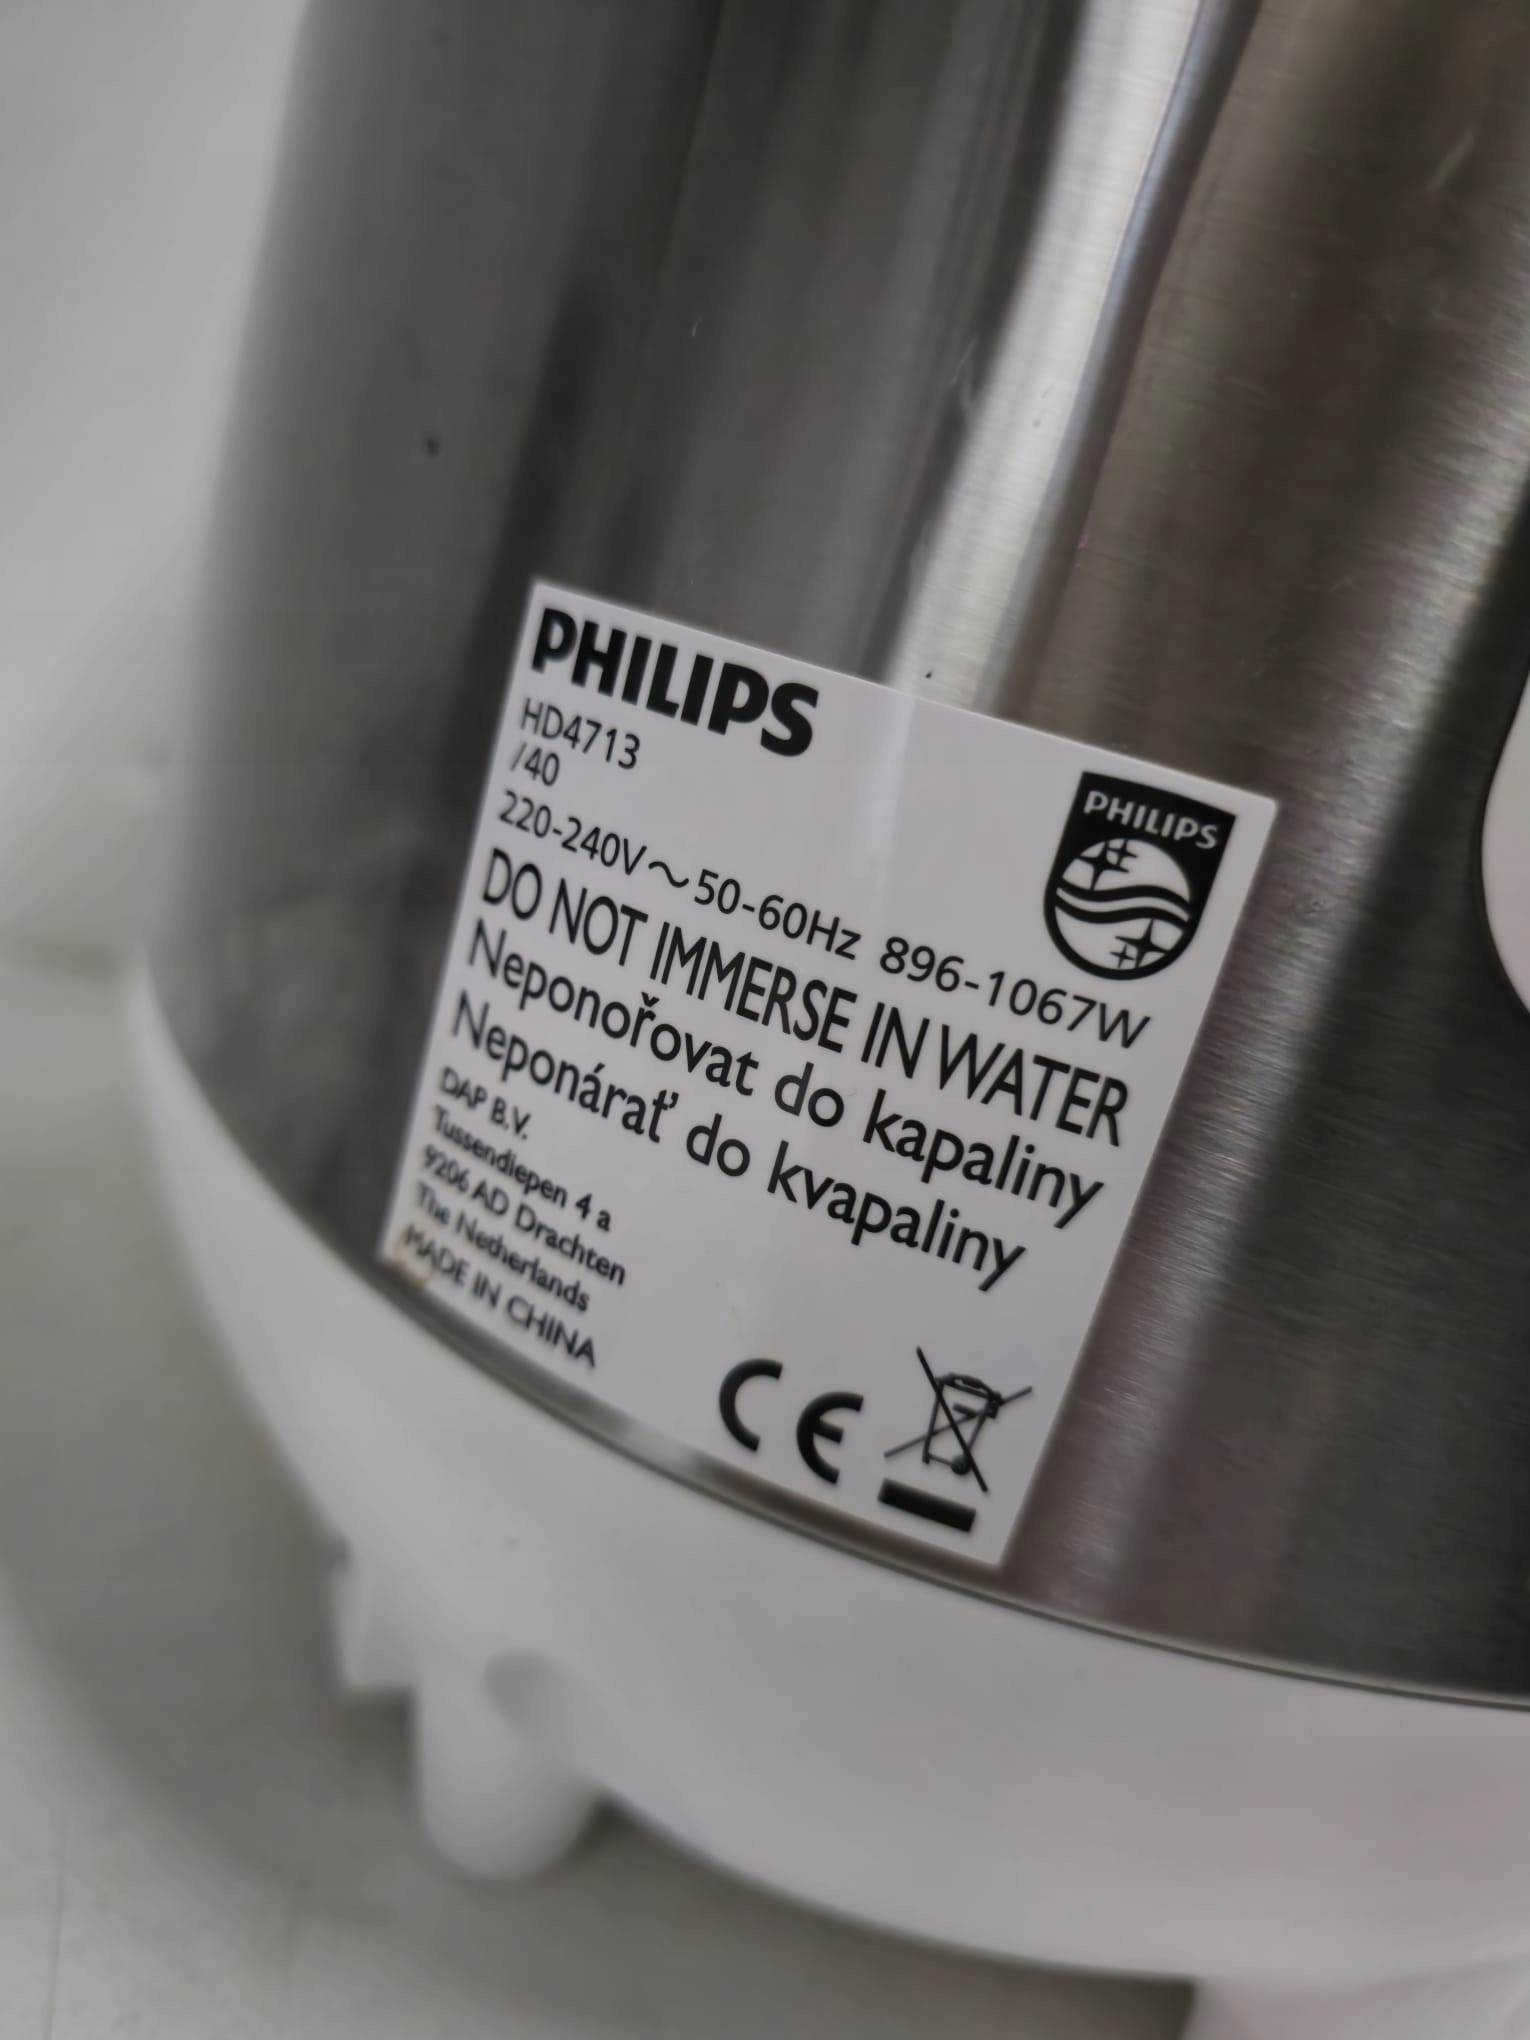 PHILIPS
HD4713
/40
PHILIPS
220-240V~50-60Hz 896-1067W
DO NOT IMMERSE IN WATER
Neponořovat do kapaliny
Neponárať do kvapaliny
DAP B.V.
Tussendiepen 4 a
9206 AD Drachten
The Netherlands
MADE IN CHINA
CE